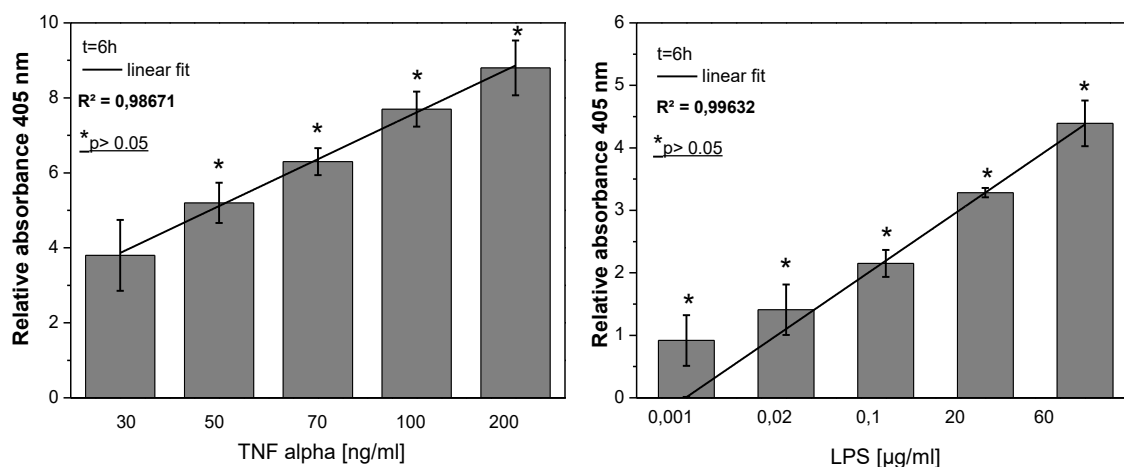 Relative absorbance 405 nm
10
8
6
4
2
0
t=6h
linear fit
R² = 0,98671
*p> 0.05
*
*
*
*
30 50 70 100 200
TNF alpha [ng/ml]
Relative absorbance 405 nm
6
5
4
3
2
1
0
t=6h
linear fit
R² = 0,99632
*p> 0.05
*
*
*
*
*
0,001 0,02 0,1 20 60
LPS [µg/ml]